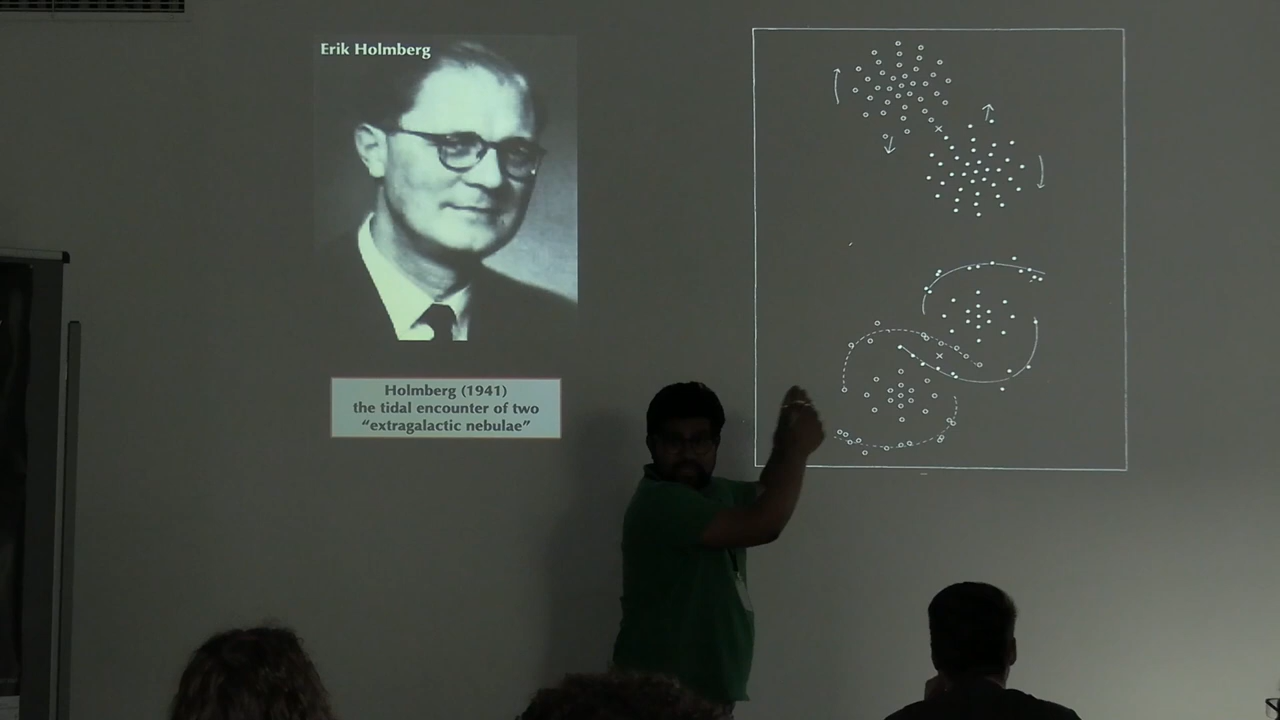 Erik Holmberg
Holmberg (1941)
the tidal encounter of two
“extragalactic nebulae”